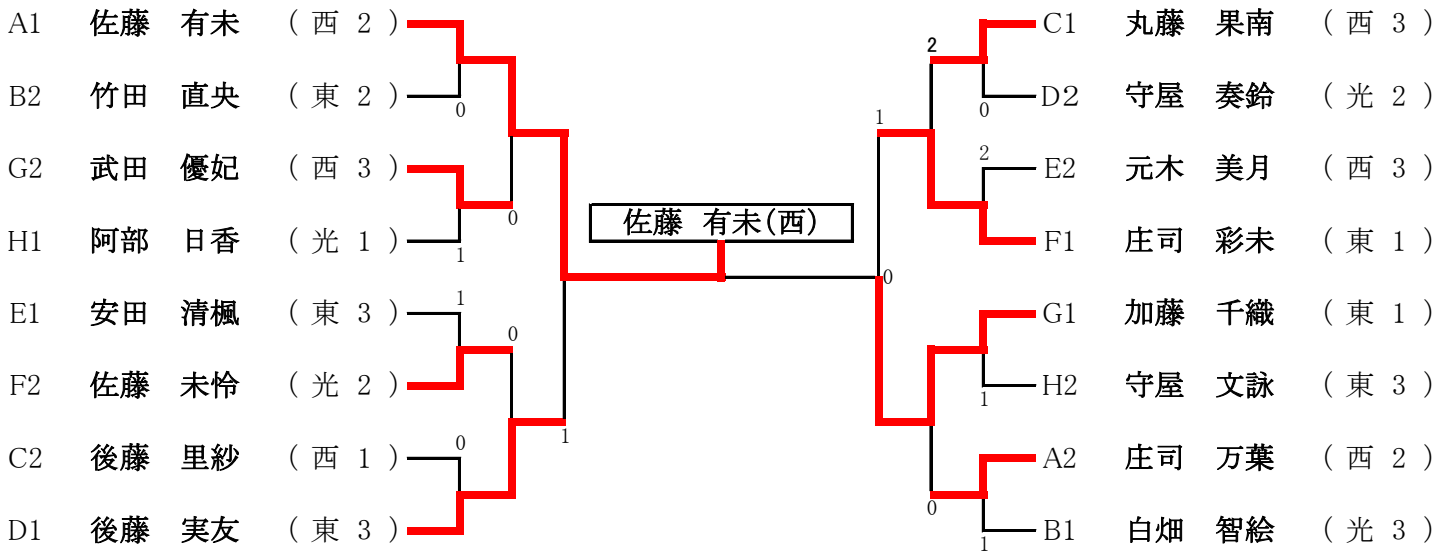 A1 佐藤 有未 ( 西 2 )
0
B2 竹田 直央 ( 東 2 )
G2 武田 優妃 ( 西 3 )
0
H1 阿部 日香 ( 光 1 )
1
E1 安田 清楓 ( 東 3 )
1
0
F2 佐藤 未怜 ( 光 2 )
C2 後藤 里紗 ( 西 1 )
0
1
D1 後藤 実友 ( 東 3 )
佐藤 有未(西)
2
C1 丸藤 果南 ( 西 3 )
0
D2 守屋 奏鈴 ( 光 2 )
1
2
E2 元木 美月 ( 西 3 )
F1 庄司 彩未 ( 東 1 )
0
G1 加藤 千織 ( 東 1 )
1
H2 守屋 文詠 ( 東 3 )
A2 庄司 万葉 ( 西 2 )
0
B1 白畑 智絵 ( 光 3 )
1